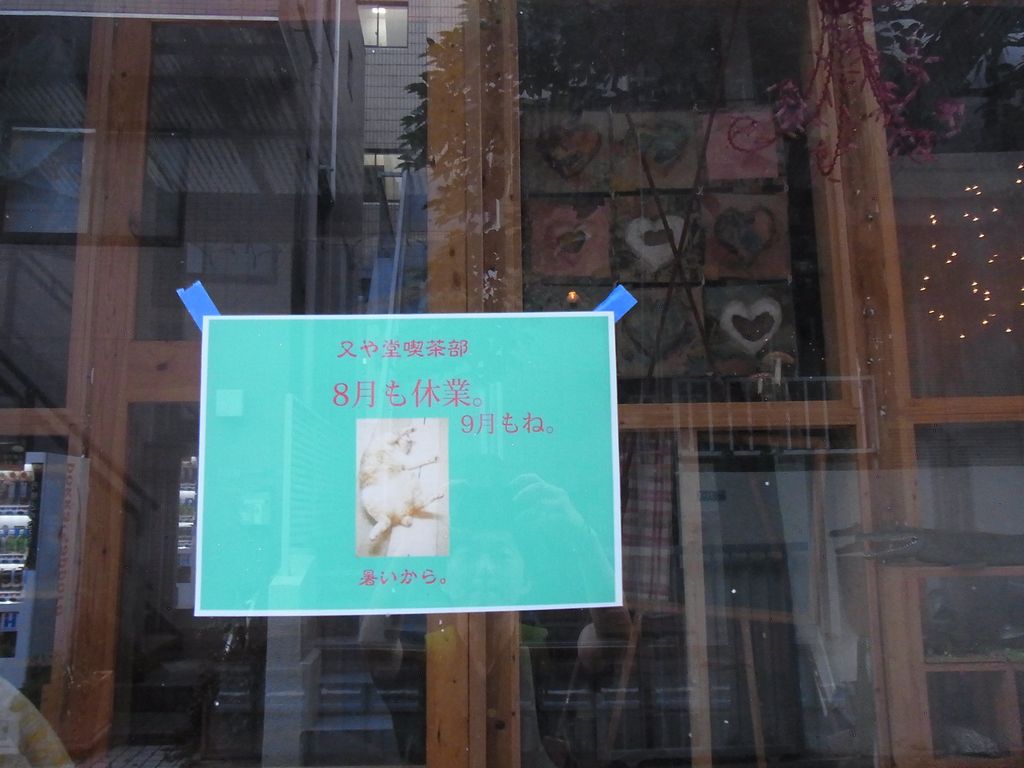 又や堂喫茶部
8月も休業。
9月もね。
暑いから。